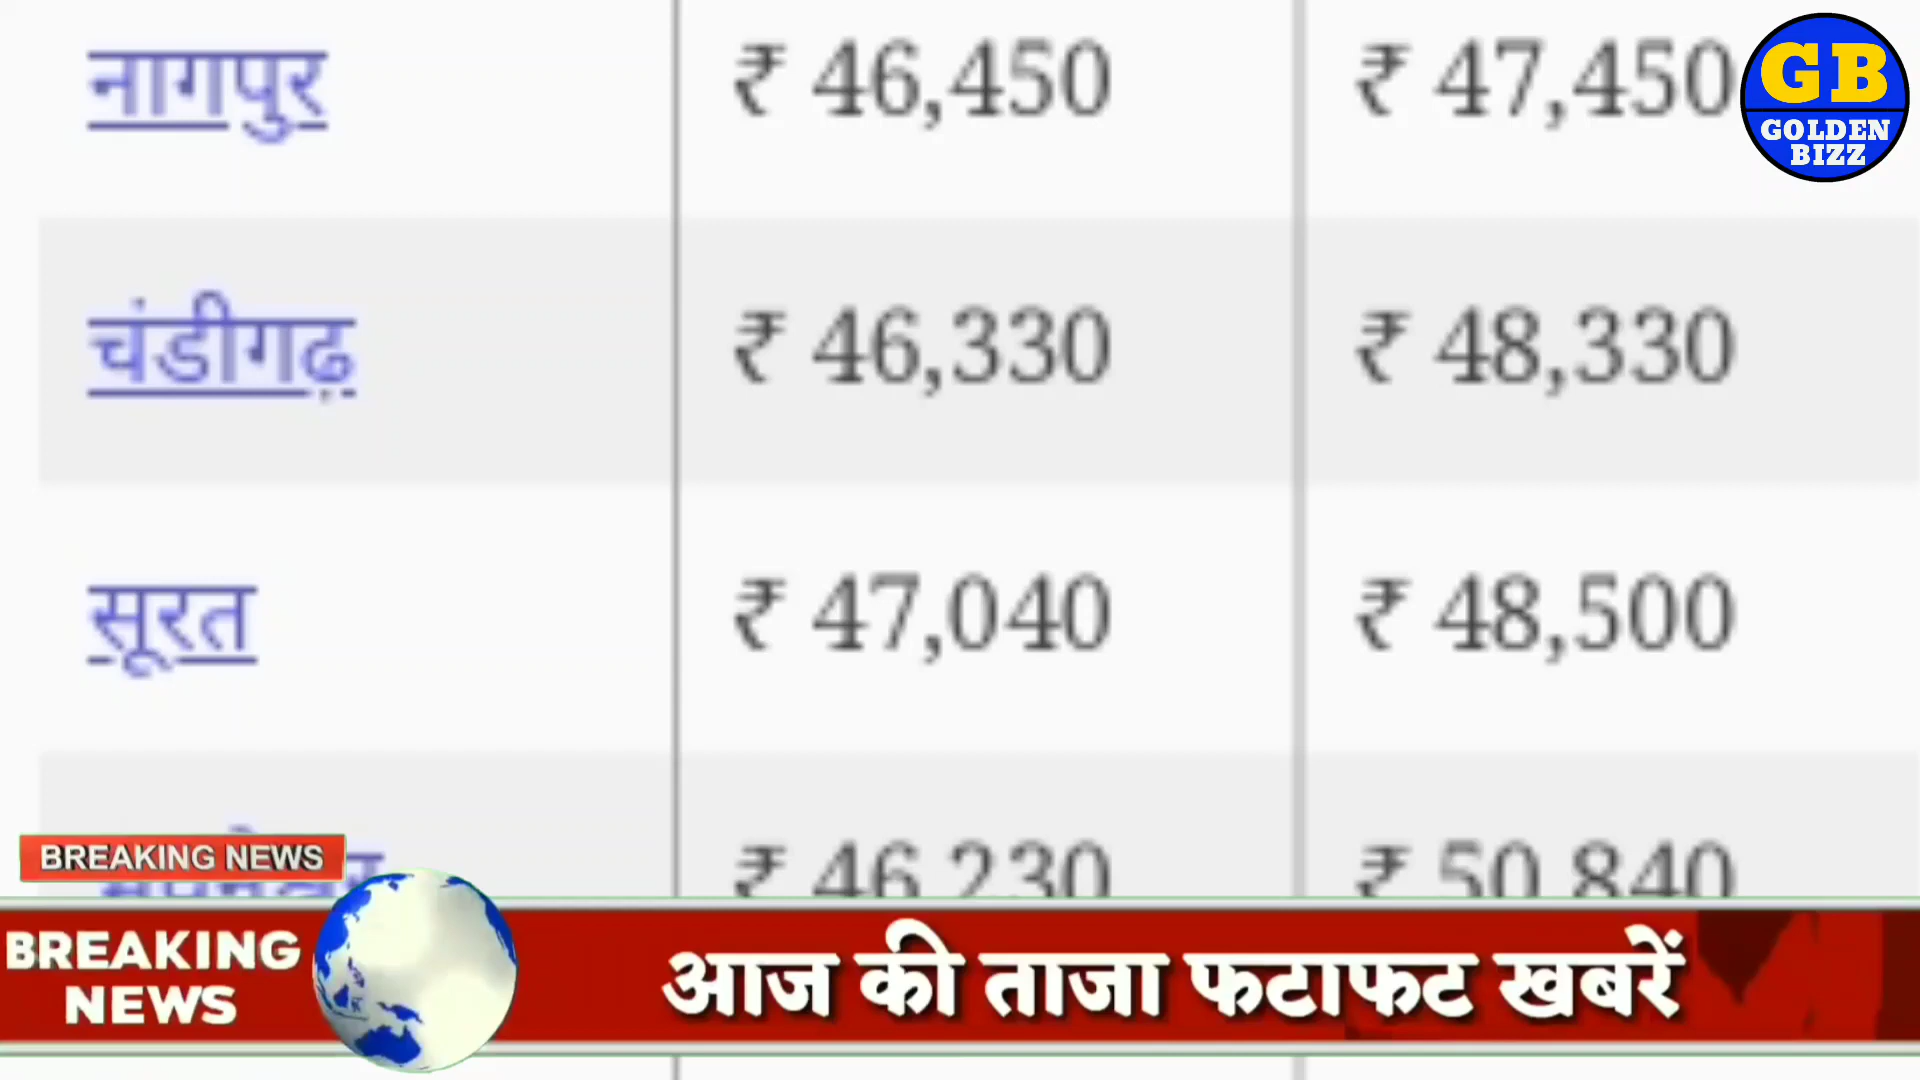 नागपुर ₹ 46,450 ₹ 47,450
GB
GOLDEN
BIZZ
चंडीगढ़ ₹ 46,330 ₹ 48,330
सूरत ₹ 47,040 ₹ 48,500
₹ 46,230 ₹ 50,840
BREAKING NEWS
BREAKING
NEWS
आज की ताजा फटाफट खबरें